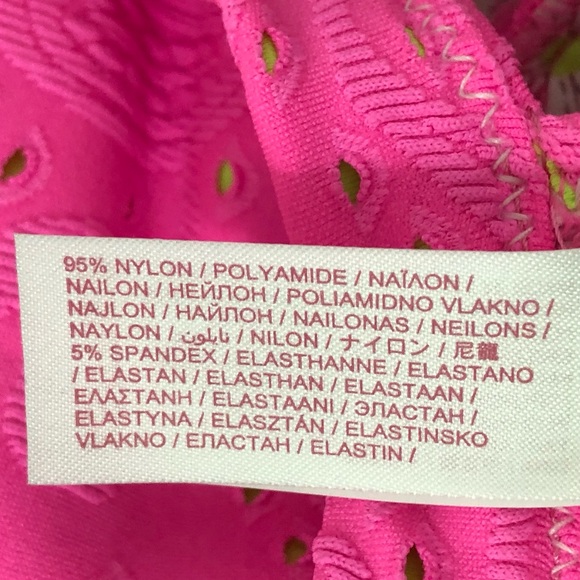 95% NYLON / POLYAMIDE / ΝΑΪΛΟΝ /
NAILON / НЕЙЛОН / POLIAMIDNO VLAKNO /
NAJLON / НАЙЛОН / NAILONAS / NEILONS /
NAYLON / نايلون / NILON / ナイロン / 尼龍
5% SPANDEX / ELASTHANNE / ELASTANO
/ ELASTAN / ELASTHAN / ELASTAAN /
ΕΛΑΣΤΑΝΗ / ELASTAANI / ЭЛАСТАН /
ELASTYNA / ELASZTÁN / ELASTINSKO
VLAKNO / ЕЛАСТАН / ELASTIN /